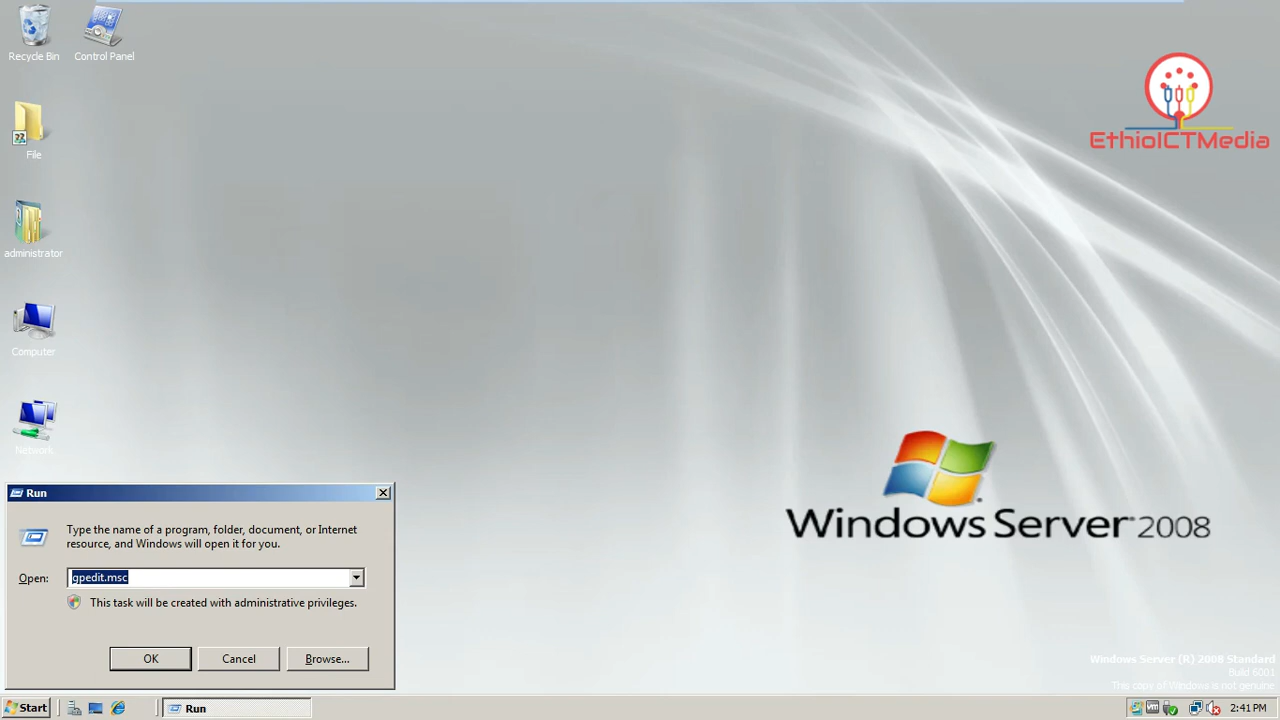 Recycle Bin
Control Panel
File
administrator
Computer
Network
EthioICTMedia
Windows Server 2008
Run
Type the name of a program, folder, document, or Internet
resource, and Windows will open it for you.
Open:
gpedit.msc
This task will be created with administrative privileges.
OK
Cancel
Browse...
Windows Server (R) 2008 Standard
Build 6001
This copy of Windows is not genuine
Start
Run
2:41 PM